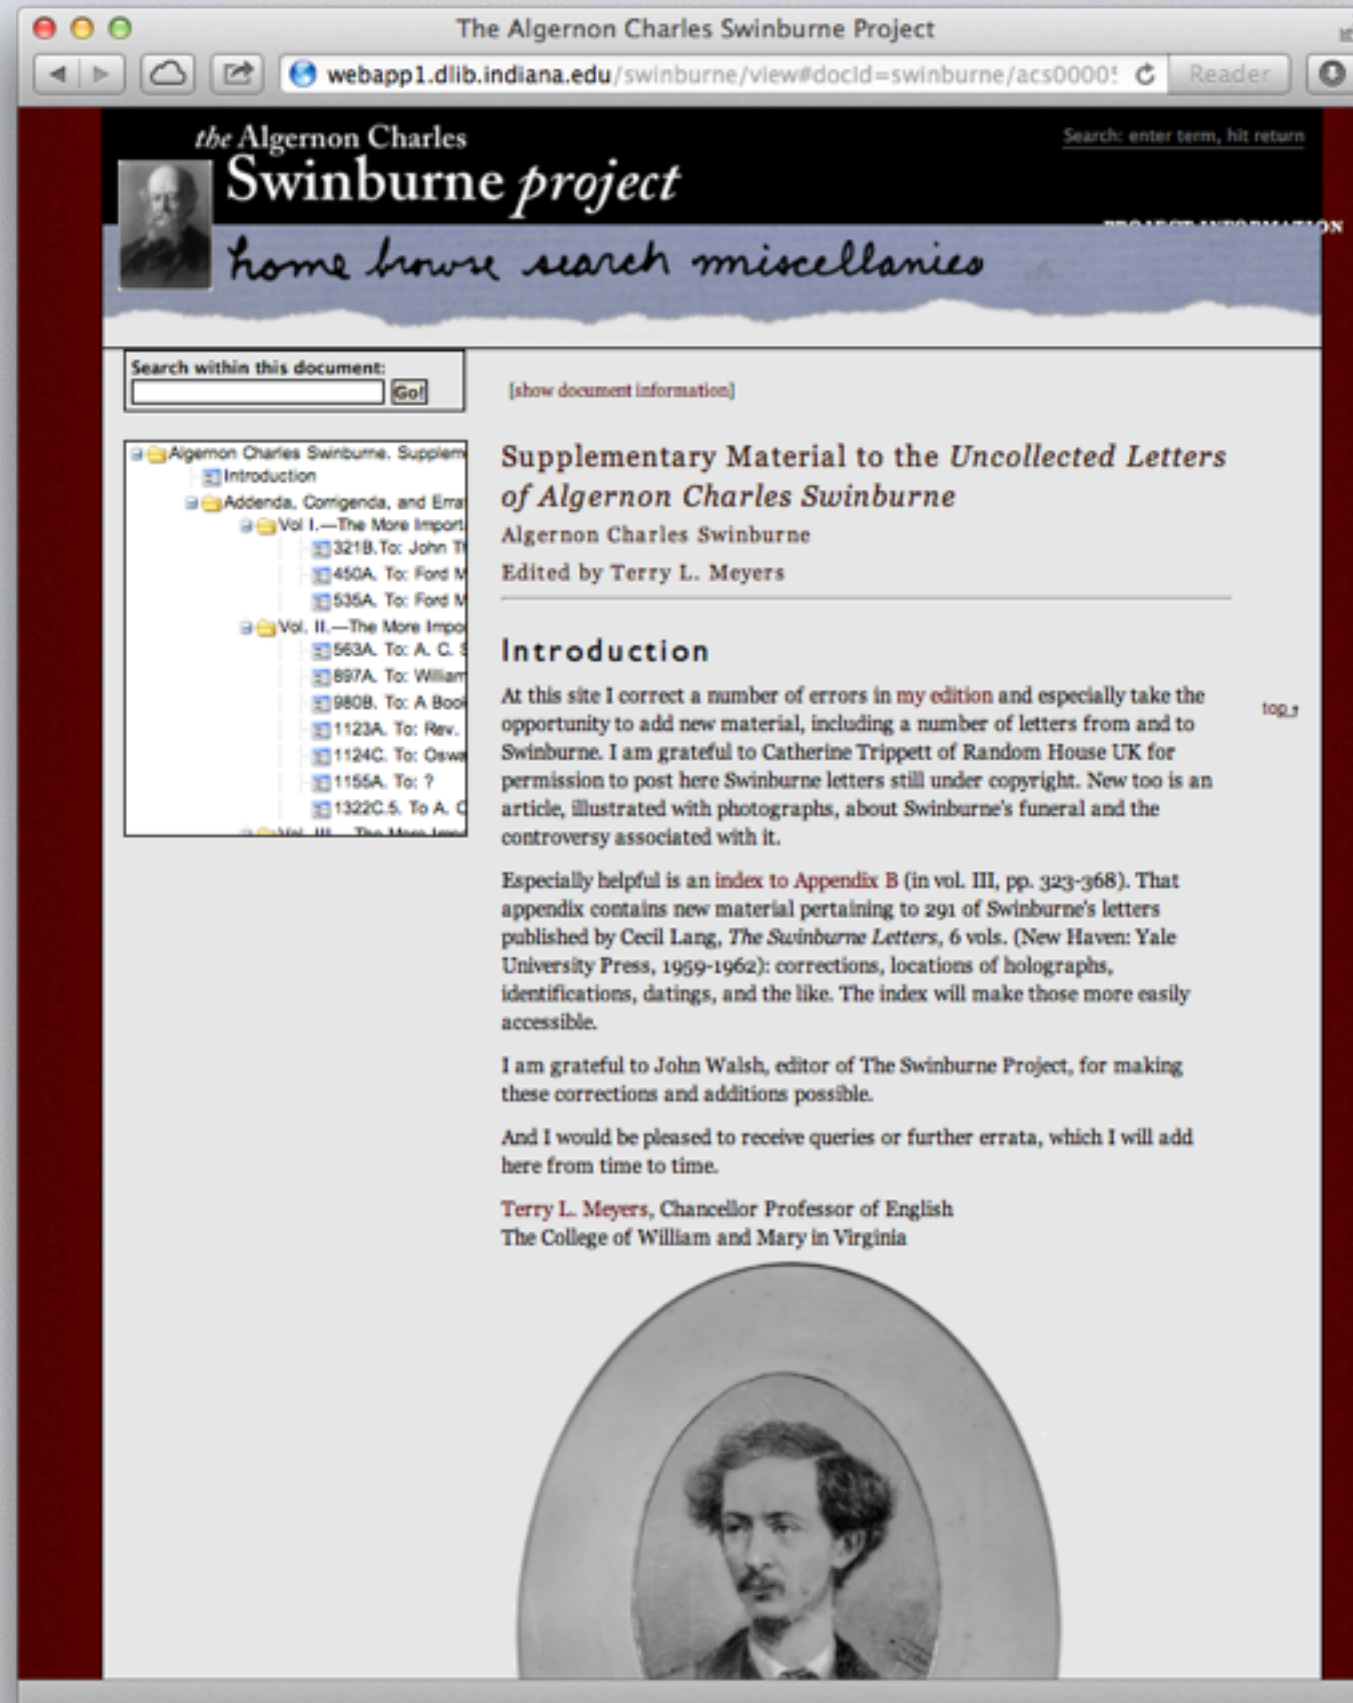 The Algernon Charles Swinburne Project
webapp1.dlib.indiana.edu/swinburne/view#docId=swinburne/acs0000
Reader
the Algernon Charles
Swinburne project
Search: enter term, hit return
PROJECT INFORMATION
home browse search miscellanies
Search within this document:
Go!
[show document information]
Algernon Charles Swinburne. Supplem
Introduction
Addenda, Corrigenda, and Erra
Vol I.—The More Import
321B.To: John Th
450A. To: Ford M
535A. To: Ford M
Vol. II.—The More Impo
563A. To: A. C. S
897A. To: William
980B. To: A Book
1123A. To: Rev.
1124C. To: Oswa
1155A. To: ?
1322C.5. To A. C
Vol. III.—The More Impo
Supplementary Material to the Uncollected Letters
of Algernon Charles Swinburne
Algernon Charles Swinburne
Edited by Terry L. Meyers
Introduction
At this site I correct a number of errors in my edition and especially take the
top
opportunity to add new material, including a number of letters from and to
Swinburne. I am grateful to Catherine Trippett of Random House UK for
permission to post here Swinburne letters still under copyright. New too is an
article, illustrated with photographs, about Swinburne's funeral and the
controversy associated with it.
Especially helpful is an index to Appendix B (in vol. III, pp. 323-368). That
appendix contains new material pertaining to 291 of Swinburne's letters
published by Cecil Lang, The Swinburne Letters, 6 vols. (New Haven: Yale
University Press, 1959-1962): corrections, locations of holographs,
identifications, datings, and the like. The index will make those more easily
accessible.
I am grateful to John Walsh, editor of The Swinburne Project, for making
these corrections and additions possible.
And I would be pleased to receive queries or further errata, which I will add
here from time to time.
Terry L. Meyers, Chancellor Professor of English
The College of William and Mary in Virginia